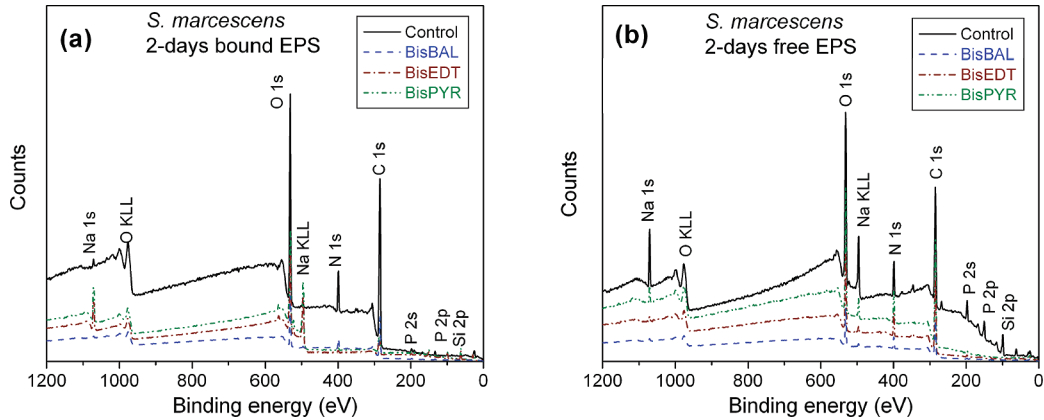 (a)
S. marcescens
2-days bound EPS
Control
BisBAL
BisEDT
BisPYR
Counts
Na 1s
O KLL
O 1s
Na KLL
N 1s
C 1s
P 2s
P 2p
Si 2p
1200 1000 800 600 400 200 0
Binding energy (eV)
(b)
S. marcescens
2-days free EPS
Control
BisBAL
BisEDT
BisPYR
Counts
Na 1s
O KLL
O 1s
Na KLL
N 1s
C 1s
P 2s
P 2p
Si 2p
1200 1000 800 600 400 200 0
Binding energy (eV)